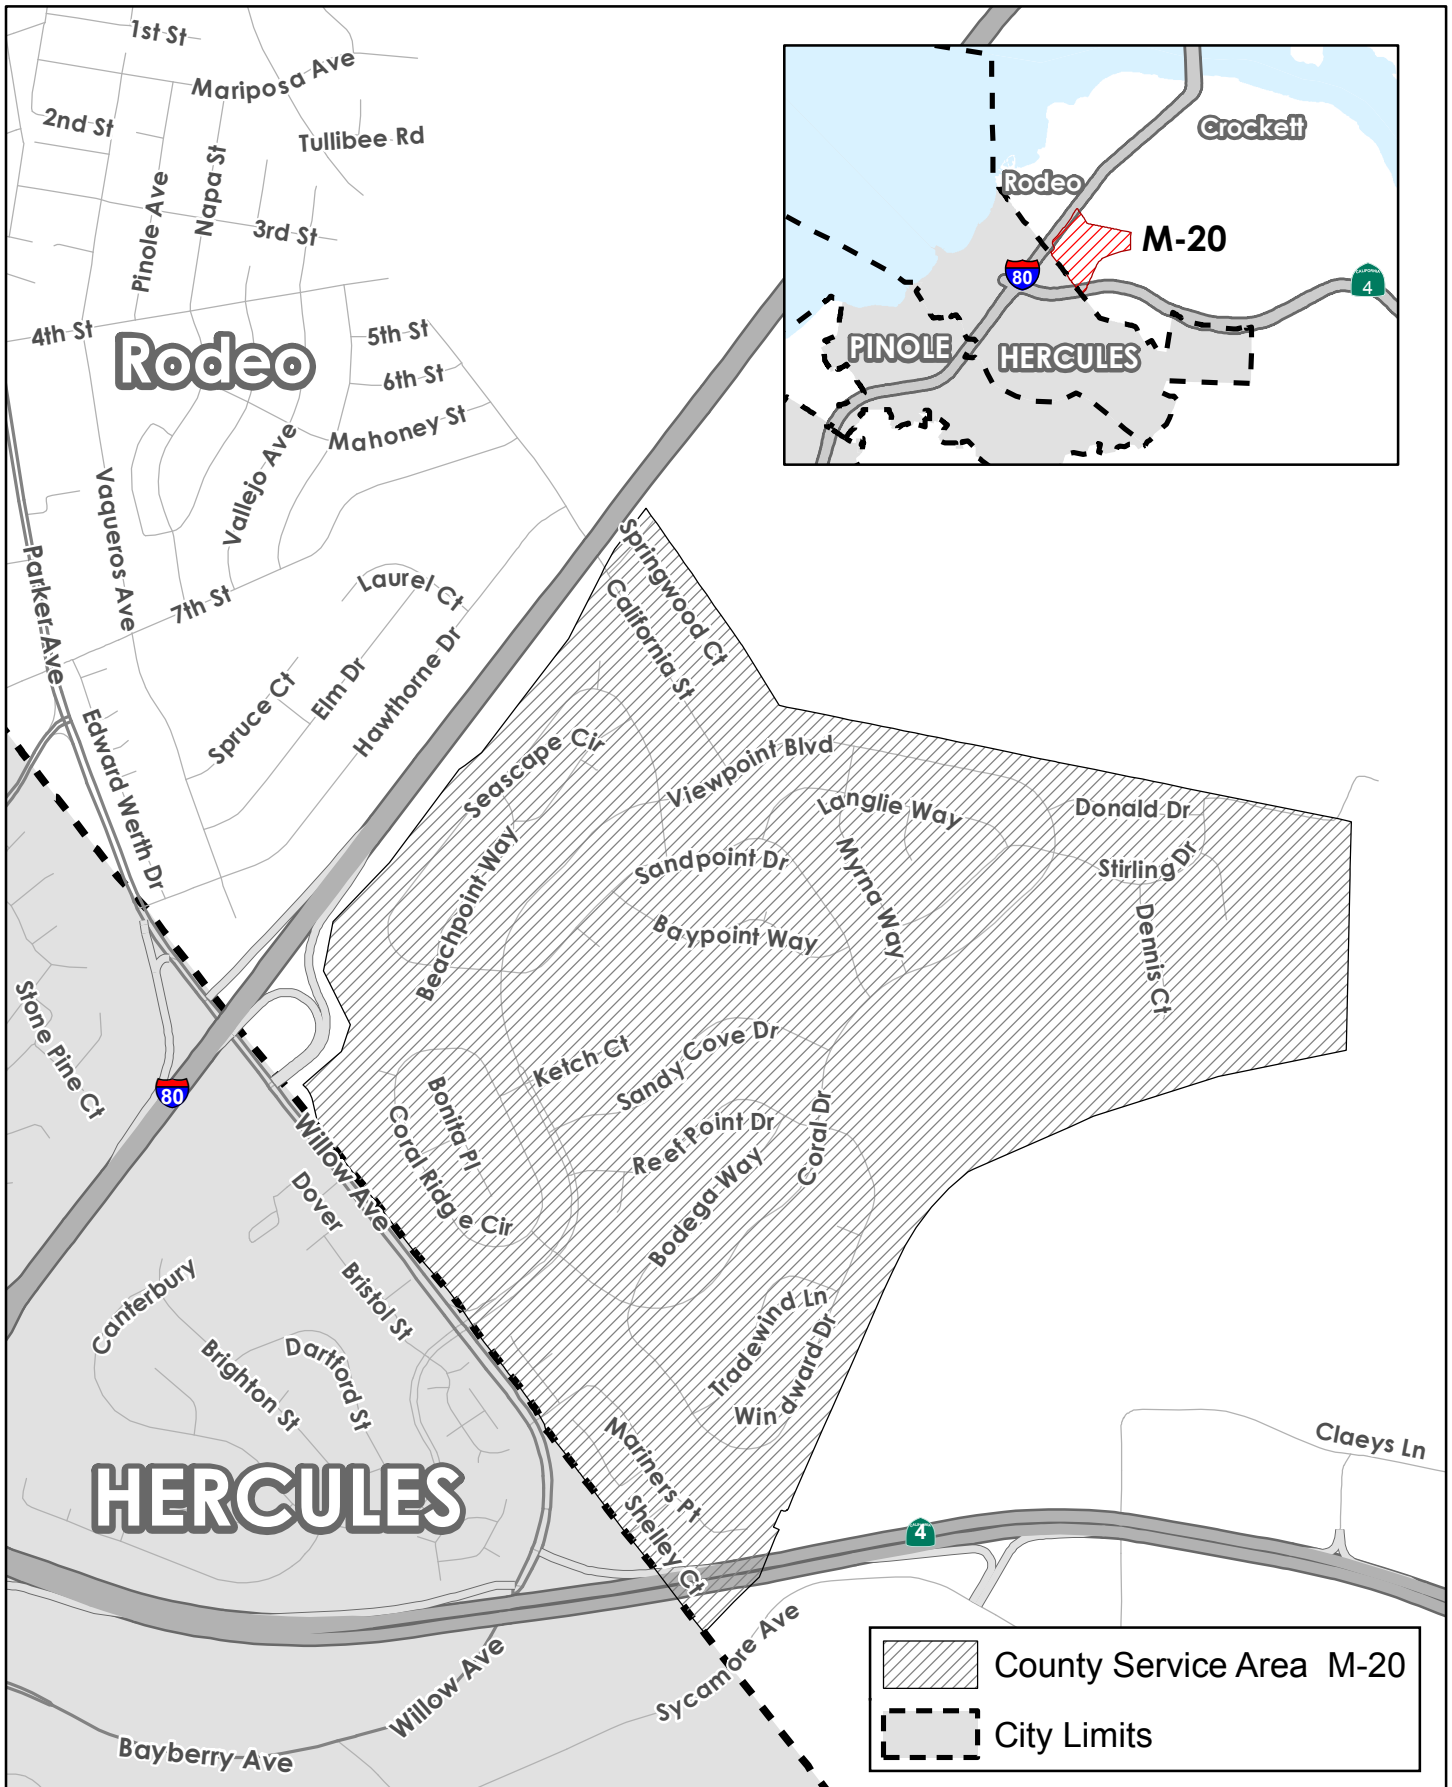 1st St
Mariposa Ave
2nd St
Tullibee Rd
Napa St
Pinole Ave
3rd St
4th St
Rodeo
5th St
6th St
Mahoney St
Vallejo Ave
Vaqueros Ave
Parker Ave
7th St
Laurel Ct
Spruce Ct
Elm Dr
Hawthorne Dr
Edward Werth Dr
Crockett
Rodeo
M-20
80
CALIFORNIA
4
PINOLE
HERCULES
Springwood Ct
California St
Seascape Cir
Viewpoint Blvd
Beachpoint Way
Langlie Way
Donald Dr
Sandpoint Dr
Myrna Way
Stirling Dr
Baypoint Way
Dennis Ct
Stone Pine Ct
80
Ketch Ct
Sandy Cove Dr
Bonita Pl
Coral Ridge Cir
Reef Point Dr
Coral Dr
Bodega Way
Willow Ave
Dover
Canterbury
Bristol St
Brighton St
Dartford St
Tradewind Ln
Windward Dr
Mariners Pt
Shelley Ct
HERCULES
Claeys Ln
CALIFORNIA
4
Sycamore Ave
Willow Ave
Bayberry Ave
County Service Area M-20
City Limits